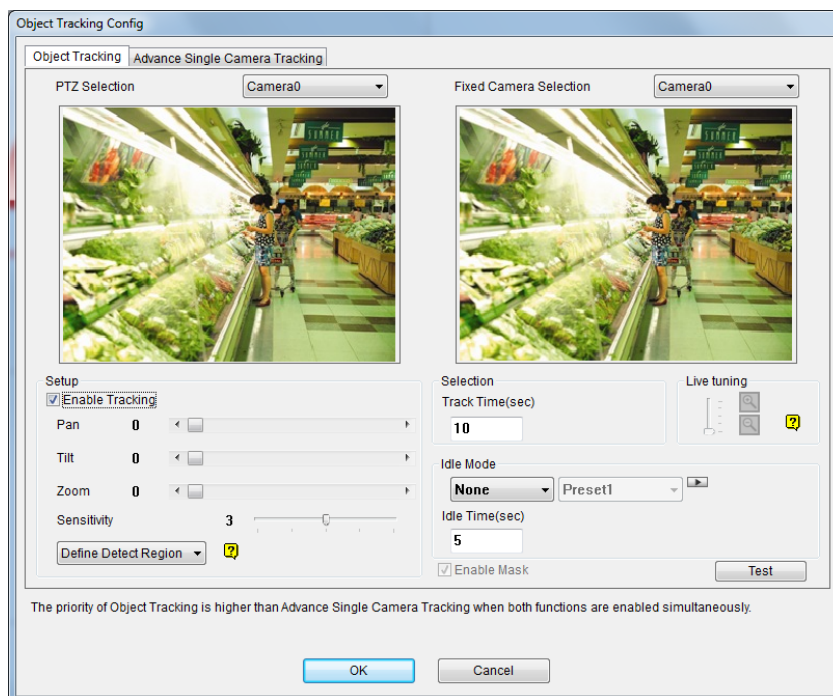 Object Tracking Config
Object Tracking
Advance Single Camera Tracking
PTZ Selection
Camera0
Fixed Camera Selection
Camera0
SUMMER
SUMMER
Setup
Enable Tracking
Pan 0
Tilt 0
Zoom 0
Sensitivity 3
Define Detect Region
?
Selection
Track Time(sec)
10
Live tuning
?
Idle Mode
None
Preset1
Idle Time(sec)
5
Enable Mask
Test
The priority of Object Tracking is higher than Advance Single Camera Tracking when both functions are enabled simultaneously.
OK
Cancel